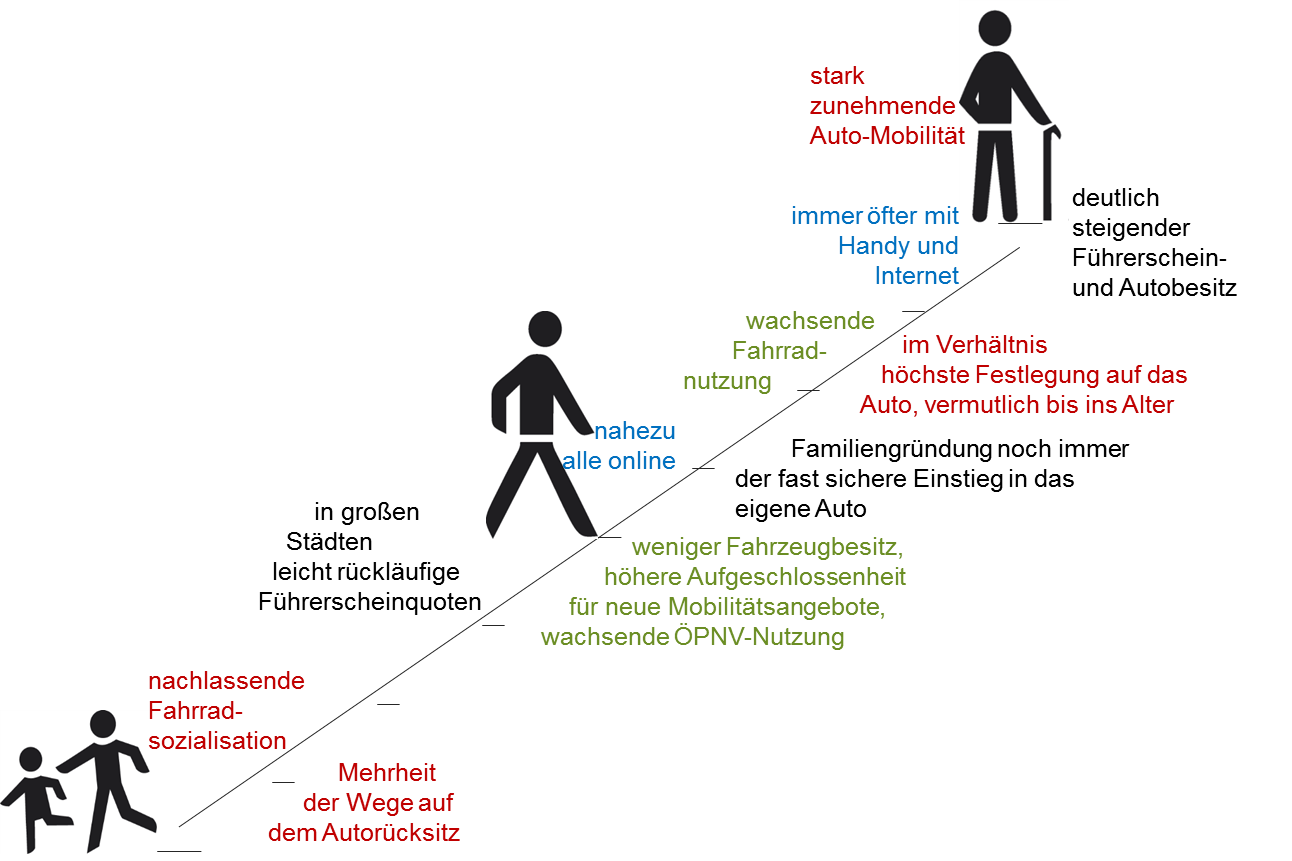 stark
zunehmende
Auto-Mobilität
deutlich
steigender
Führerschein-
und Autobesitz
immer öfter mit
Handy und
Internet
wachsende
Fahrrad-
nutzung
im Verhältnis
höchste Festlegung auf das
Auto, vermutlich bis ins Alter
nahezu
alle online
Familiengründung noch immer
der fast sichere Einstieg in das
eigene Auto
in großen
Städten
leicht rückläufige
Führerscheinquoten
weniger Fahrzeugbesitz,
höhere Aufgeschlossenheit
für neue Mobilitätsangebote,
wachsende ÖPNV-Nutzung
nachlassende
Fahrrad-
sozialisation
Mehrheit
der Wege auf
dem Autorücksitz